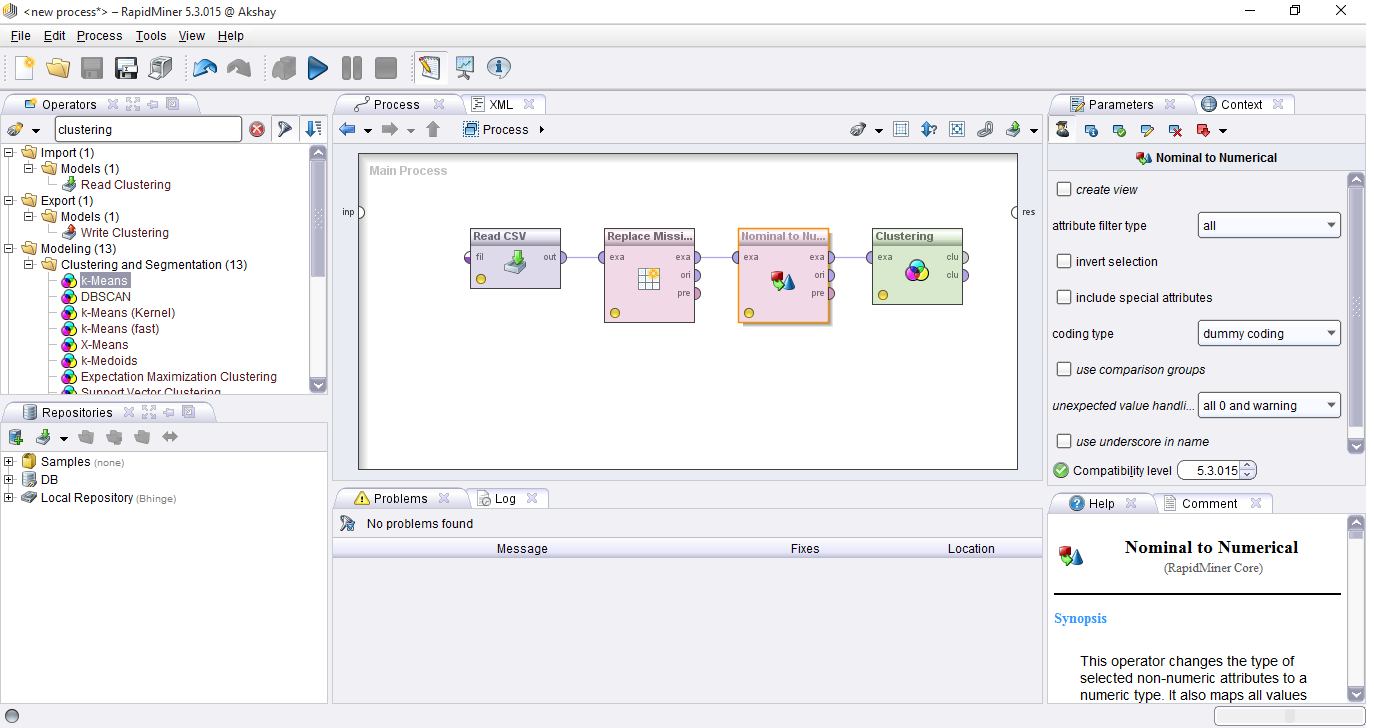 <new process*> – RapidMiner 5.3.015 @ Akshay
File Edit Process Tools View Help
Operators
clustering
Import (1)
Models (1)
Read Clustering
Export (1)
Models (1)
Write Clustering
Modeling (13)
Clustering and Segmentation (13)
k-Means
DBSCAN
k-Means (Kernel)
k-Means (fast)
X-Means
k-Medoids
Expectation Maximization Clustering
Support Vector Clustering
Repositories
Samples (none)
DB
Local Repository (Bhinge)
Process XML
Process
Main Process
inp
res
Read CSV
fil out
Replace Missi...
exa exa
ori
pre
Nominal to Nu...
exa exa
ori
pre
Clustering
exa clu
clu
Problems Log
No problems found
Message Fixes Location
Parameters Context
Nominal to Numerical
create view
attribute filter type all
invert selection
include special attributes
coding type dummy coding
use comparison groups
unexpected value handli... all 0 and warning
use underscore in name
Compatibility level 5.3.015
Help Comment
Nominal to Numerical
(RapidMiner Core)
Synopsis
This operator changes the type of
selected non-numeric attributes to a
numeric type. It also maps all values